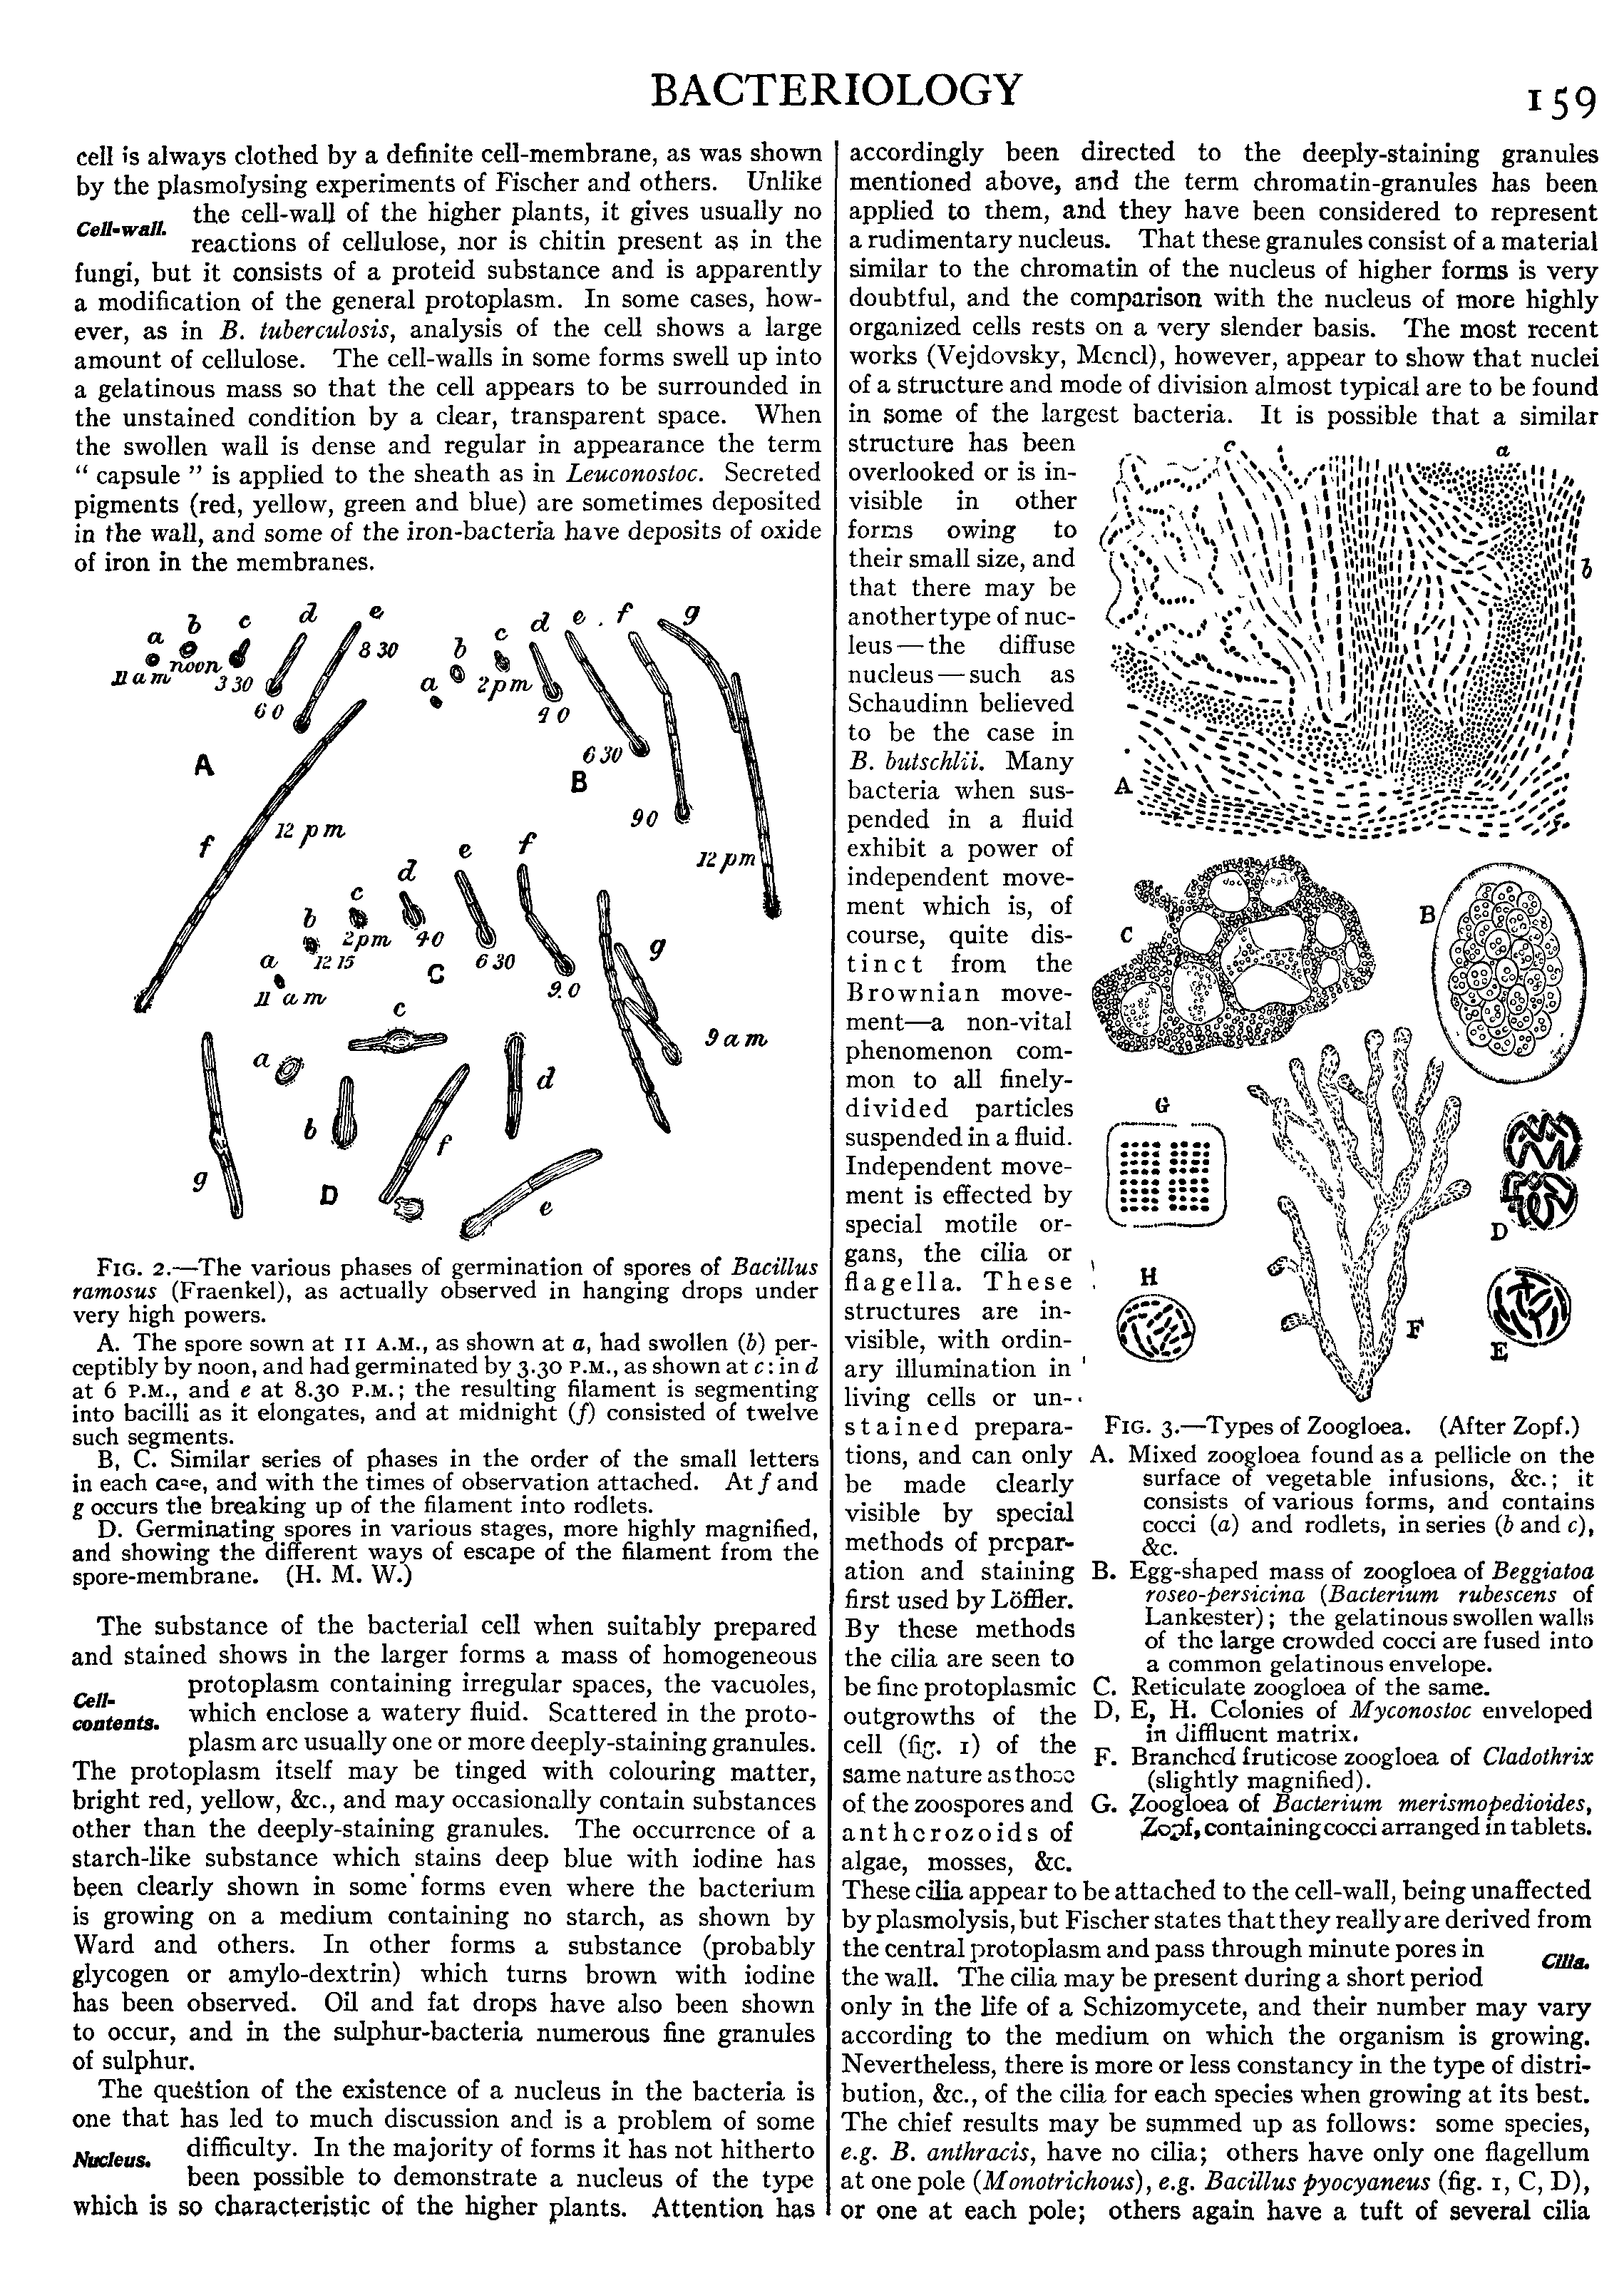 BACTERIOLOGY
159
cell is always clothed by a definite cell-membrane, as was shown
by the plasmolysing experiments of Fischer and others. Unlike
Cell-wall.
the cell-wall of the higher plants, it gives usually no
reactions of cellulose, nor is chitin present as in the
fungi, but it consists of a proteid substance and is apparently
a modification of the general protoplasm. In some cases, how-
ever, as in B. tuberculosis, analysis of the cell shows a large
amount of cellulose. The cell-walls in some forms swell up into
a gelatinous mass so that the cell appears to be surrounded in
the unstained condition by a clear, transparent space. When
the swollen wall is dense and regular in appearance the term
" capsule " is applied to the sheath as in Leuconostoc. Secreted
pigments (red, yellow, green and blue) are sometimes deposited
in the wall, and some of the iron-bacteria have deposits of oxide
of iron in the membranes.
a b c d e
11 am noon 3 30 6 0 8 30
A
f 12 pm
a b c d e f g
2pm 4 0 6 30 9 0 12 pm
B
a b c d e f g
11 am 12 15 2pm 4 0 6 30 9.0 9 am
C
a b c d e f g
D
FIG. 2.—The various phases of germination of spores of Bacillus
ramosus (Fraenkel), as actually observed in hanging drops under
very high powers.
A. The spore sown at 11 A.M., as shown at a, had swollen (b) per-
ceptibly by noon, and had germinated by 3.30 P.M., as shown at c: in d
at 6 P.M., and e at 8.30 P.M.; the resulting filament is segmenting
into bacilli as it elongates, and at midnight (f) consisted of twelve
such segments.
B, C. Similar series of phases in the order of the small letters
in each case, and with the times of observation attached. At f and
g occurs the breaking up of the filament into rodlets.
D. Germinating spores in various stages, more highly magnified,
and showing the different ways of escape of the filament from the
spore-membrane. (H. M. W.)
The substance of the bacterial cell when suitably prepared
and stained shows in the larger forms a mass of homogeneous
Cell-
contents.
protoplasm containing irregular spaces, the vacuoles,
which enclose a watery fluid. Scattered in the proto-
plasm are usually one or more deeply-staining granules.
The protoplasm itself may be tinged with colouring matter,
bright red, yellow, &c., and may occasionally contain substances
other than the deeply-staining granules. The occurrence of a
starch-like substance which stains deep blue with iodine has
been clearly shown in some forms even where the bacterium
is growing on a medium containing no starch, as shown by
Ward and others. In other forms a substance (probably
glycogen or amylo-dextrin) which turns brown with iodine
has been observed. Oil and fat drops have also been shown
to occur, and in the sulphur-bacteria numerous fine granules
of sulphur.
The question of the existence of a nucleus in the bacteria is
one that has led to much discussion and is a problem of some
Nucleus.
difficulty. In the majority of forms it has not hitherto
been possible to demonstrate a nucleus of the type
which is so characteristic of the higher plants. Attention has
accordingly been directed to the deeply-staining granules
mentioned above, and the term chromatin-granules has been
applied to them, and they have been considered to represent
a rudimentary nucleus. That these granules consist of a material
similar to the chromatin of the nucleus of higher forms is very
doubtful, and the comparison with the nucleus of more highly
organized cells rests on a very slender basis. The most recent
works (Vejdovsky, Mencl), however, appear to show that nuclei
of a structure and mode of division almost typical are to be found
in some of the largest bacteria. It is possible that a similar
structure has been
overlooked or is in-
visible in other
forms owing to
their small size, and
that there may be
another type of nuc-
leus—the diffuse
nucleus—such as
Schaudinn believed
to be the case in
B. butschlii. Many
bacteria when sus-
pended in a fluid
exhibit a power of
independent move-
ment which is, of
course, quite dis-
tinct from the
Brownian move-
ment—a non-vital
phenomenon com-
mon to all finely-
divided particles
suspended in a fluid.
Independent move-
ment is effected by
special motile or-
gans, the cilia or
flagella. These
structures are in-
visible, with ordin-
ary illumination in
living cells or un-
stained prepara-
tions, and can only
be made clearly
visible by special
methods of prepar-
ation and staining
first used by Löffler.
By these methods
the cilia are seen to
be fine protoplasmic
outgrowths of the
cell (fig. 1) of the
same nature as those
of the zoospores and
antherozoids of
algae, mosses, &c.
c a
b
A
C B
G
D
H F E
FIG. 3.—Types of Zoogloea. (After Zopf.)
A. Mixed zoogloea found as a pellicle on the
surface of vegetable infusions, &c.; it
consists of various forms, and contains
cocci (a) and rodlets, in series (b and c),
&c.
B. Egg-shaped mass of zoogloea of Beggiatoa
roseo-persicina (Bacterium rubescens of
Lankester); the gelatinous swollen walls
of the large crowded cocci are fused into
a common gelatinous envelope.
C. Reticulate zoogloea of the same.
D, E, H. Colonies of Myconostoc enveloped
in diffluent matrix.
F. Branched fruticose zoogloea of Cladothrix
(slightly magnified).
G. Zoogloea of Bacterium merismopedioides,
Zopf, containing cocci arranged in tablets.
These cilia appear to be attached to the cell-wall, being unaffected
by plasmolysis, but Fischer states that they really are derived from
the central protoplasm and pass through minute pores in
Cilia.
the wall. The cilia may be present during a short period
only in the life of a Schizomycete, and their number may vary
according to the medium on which the organism is growing.
Nevertheless, there is more or less constancy in the type of distri-
bution, &c., of the cilia for each species when growing at its best.
The chief results may be summed up as follows: some species,
e.g. B. anthracis, have no cilia; others have only one flagellum
at one pole (Monotrichous), e.g. Bacillus pyocyaneus (fig. 1, C, D),
or one at each pole; others again have a tuft of several cilia